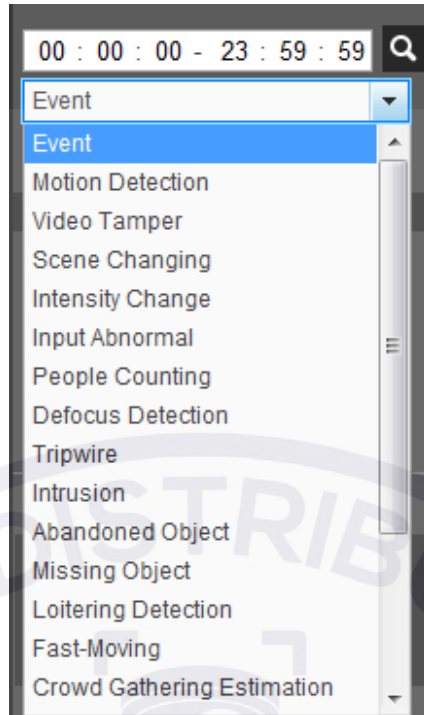 00 : 00 : 00 - 23 : 59 : 59
Event
Event
Motion Detection
Video Tamper
Scene Changing
Intensity Change
Input Abnormal
People Counting
Defocus Detection
Tripwire
Intrusion
Abandoned Object
Missing Object
Loitering Detection
Fast-Moving
Crowd Gathering Estimation